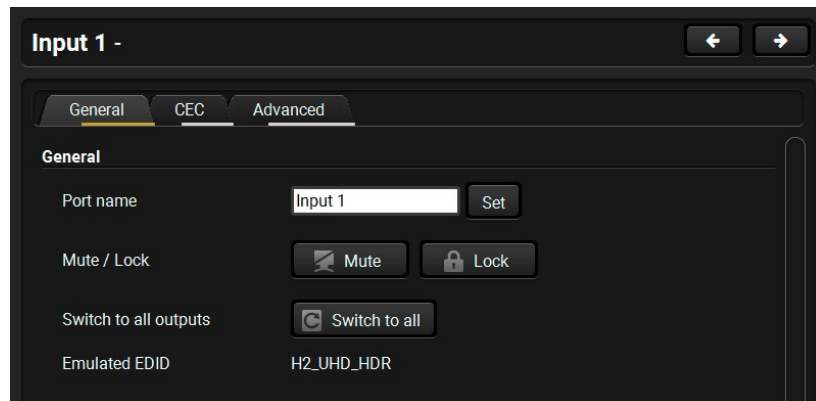 Input 1 -
General CEC Advanced
General
Port name Input 1 Set
Mute / Lock Mute Lock
Switch to all outputs Switch to all
Emulated EDID H2_UHD_HDR